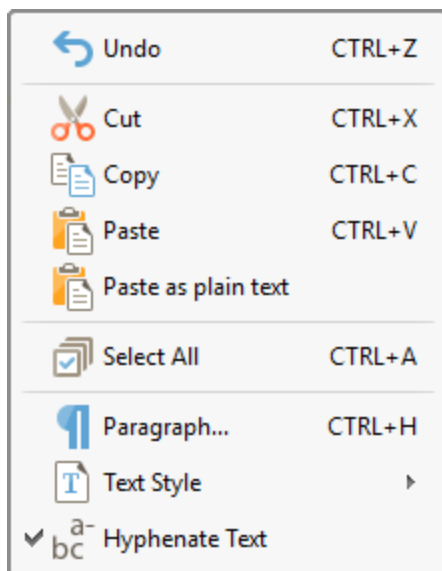 Undo CTRL+Z
Cut CTRL+X
Copy CTRL+C
Paste CTRL+V
Paste as plain text
Select All CTRL+A
Paragraph... CTRL+H
T Text Style
a-
bc Hyphenate Text